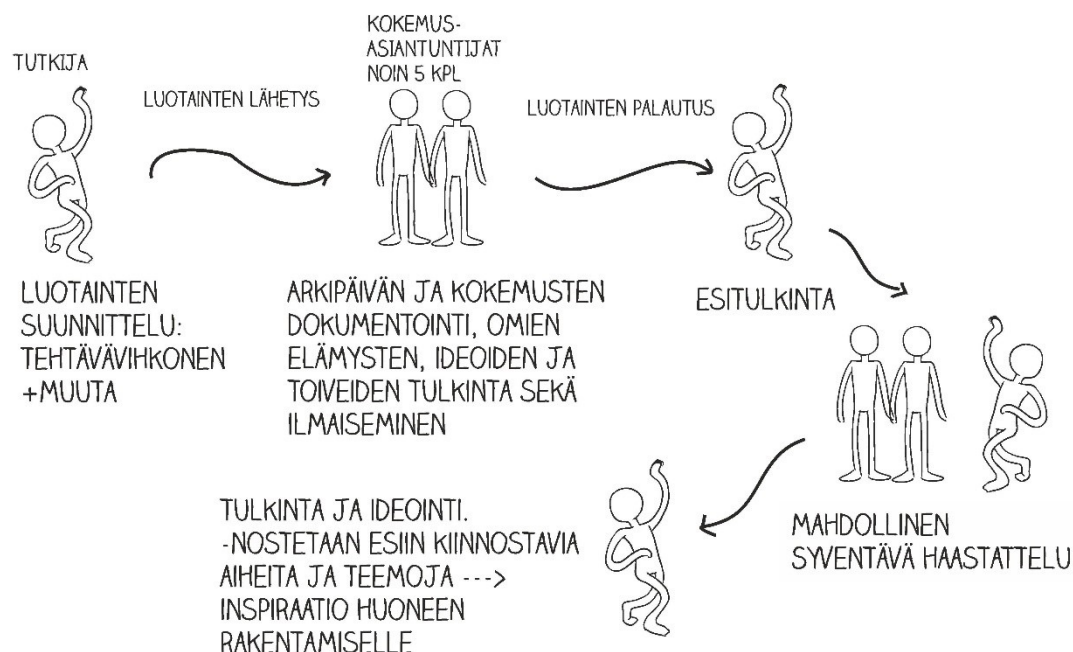 TUTKIJA
LUOTAINTEN LÄHETYS
KOKEMUS-
ASIANTUNTIJAT
NOIN 5 KPL
LUOTAINTEN PALAUTUS
LUOTAINTEN
SUUNNITTELU:
TEHTÄVÄVIHKONEN
+MUUTA
ARKIPÄIVÄN JA KOKEMUSTEN
DOKUMENTOINTI, OMIEN
ELÄMYSTEN, IDEOIDEN JA
TOIVEIDEN TULKINTA SEKÄ
ILMAISEMINEN
ESITULKINTA
MAHDOLLINEN
SYVENTÄVÄ HAASTATTELU
TULKINTA JA IDEOINTI.
-NOSTETAAN ESIIN KIINNOSTAVIA
AIHEITA JA TEEMOJA --->
INSPIRAATIO HUONEEN
RAKENTAMISELLE